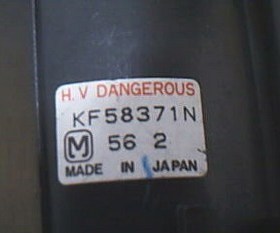 H.V DANGEROUS
KF58371N
M 56 2
MADE IN JAPAN